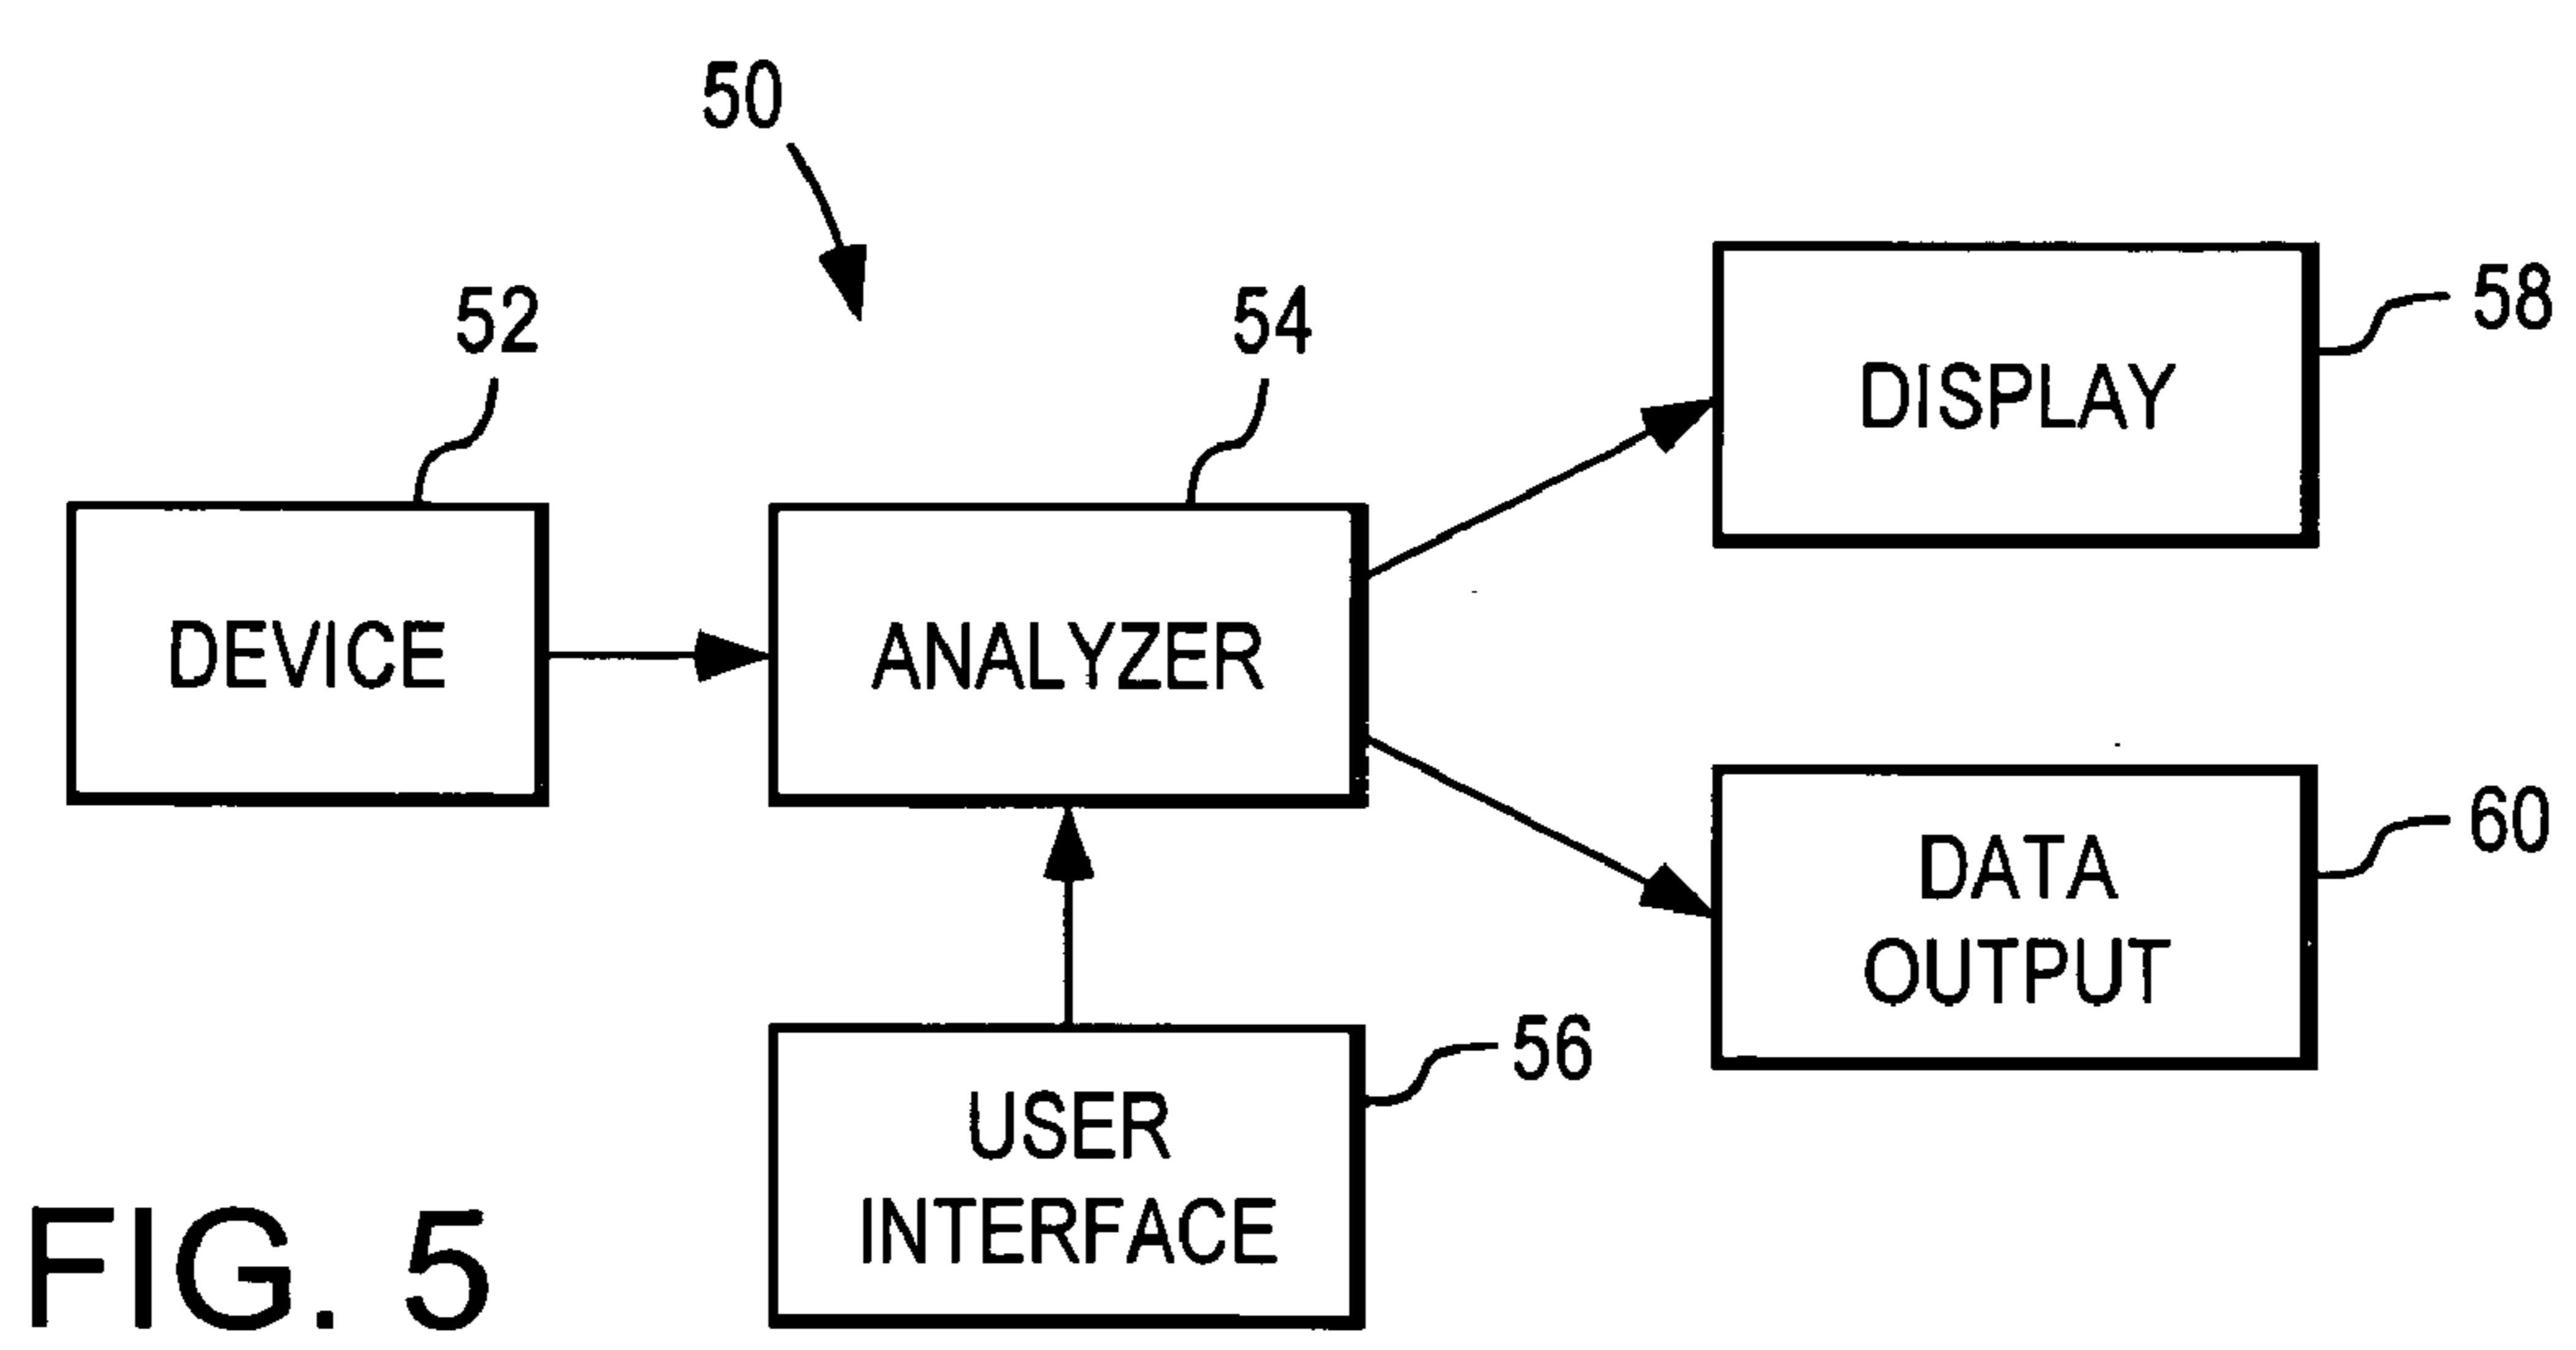 50
52
54
58
DISPLAY
DEVICE
ANALYZER
60
DATA
OUTPUT
56
USER
INTERFACE
FIG. 5